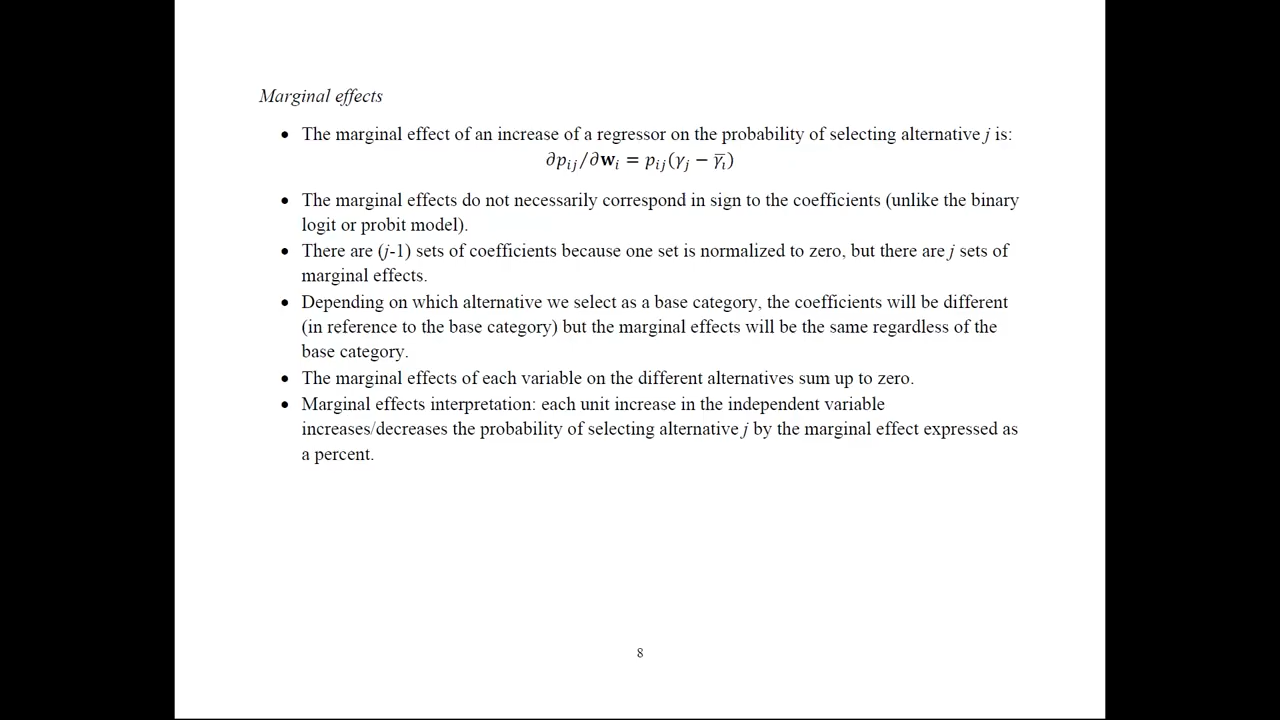 Marginal effects
• The marginal effect of an increase of a regressor on the probability of selecting alternative j is:
∂pᵢⱼ/∂wᵢ = pᵢⱼ(γⱼ − γ̅ᵢ)
• The marginal effects do not necessarily correspond in sign to the coefficients (unlike the binary
logit or probit model).
• There are (j-1) sets of coefficients because one set is normalized to zero, but there are j sets of
marginal effects.
• Depending on which alternative we select as a base category, the coefficients will be different
(in reference to the base category) but the marginal effects will be the same regardless of the
base category.
• The marginal effects of each variable on the different alternatives sum up to zero.
• Marginal effects interpretation: each unit increase in the independent variable
increases/decreases the probability of selecting alternative j by the marginal effect expressed as
a percent.
8